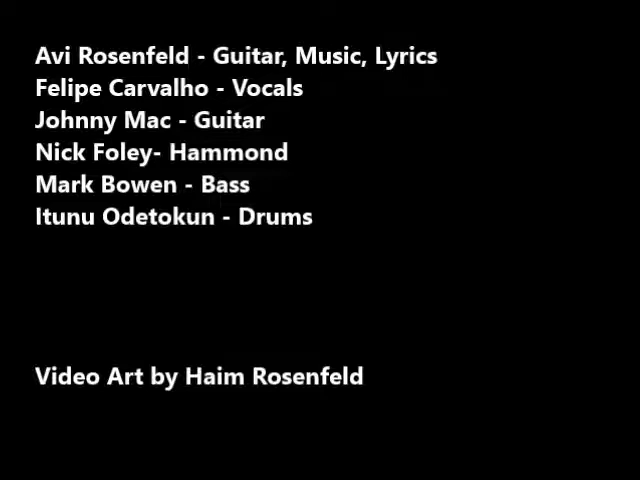 Avi Rosenfeld - Guitar, Music, Lyrics
Felipe Carvalho - Vocals
Johnny Mac - Guitar
Nick Foley- Hammond
Mark Bowen - Bass
Itunu Odetokun - Drums
Video Art by Haim Rosenfeld